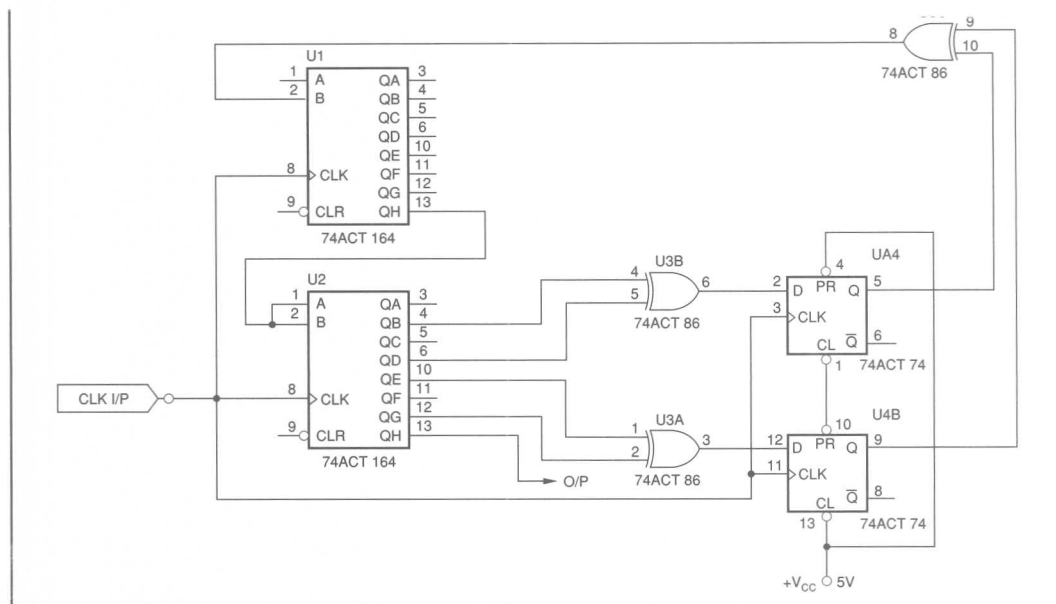 8
9
10
74ACT 86
U1
1 A QA 3
2 B QB 4
QC 5
QD 6
QE 10
8 CLK QF 11
QG 12
9 CLR QH 13
74ACT 164
U2
1 A QA 3
2 B QB 4
QC 5
QD 6
QE 10
8 CLK QF 11
QG 12
9 CLR QH 13
74ACT 164
CLK I/P
O/P
U3B
4
5
6
74ACT 86
U3A
1
2
3
74ACT 86
UA4
4
2 D PR Q 5
3 CLK
CL Q 6
1
74ACT 74
U4B
10
12 D PR Q 9
11 CLK
CL Q 8
13
74ACT 74
+VCC 5V